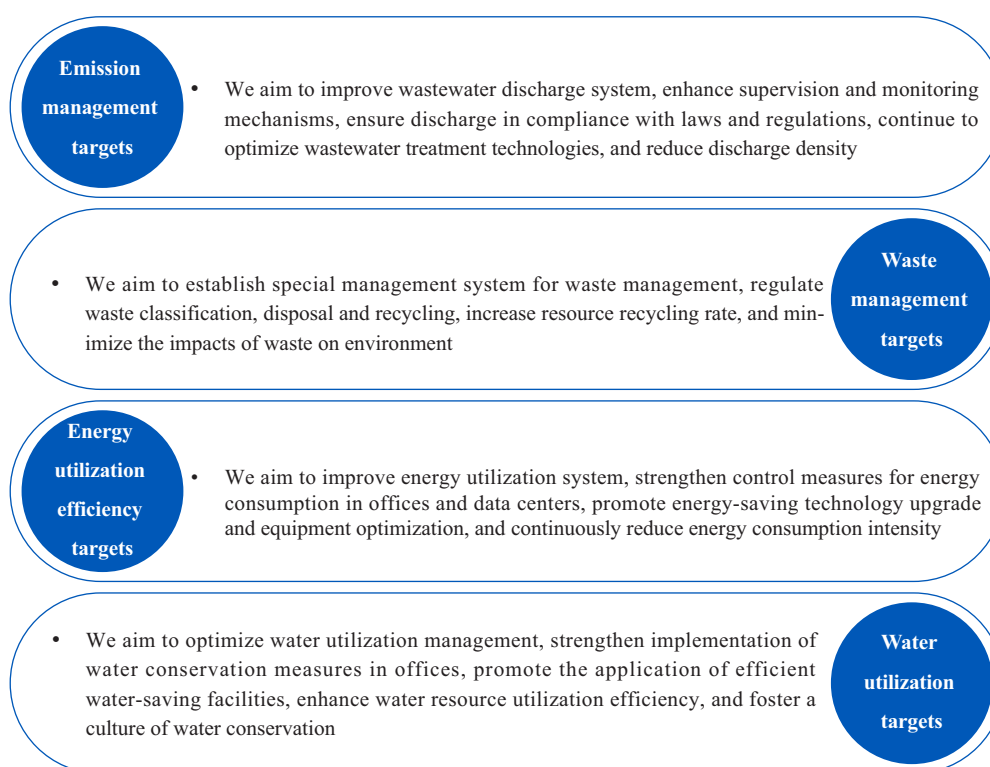 Emission
management
targets
• We aim to improve wastewater discharge system, enhance supervision and monitoring
mechanisms, ensure discharge in compliance with laws and regulations, continue to
optimize wastewater treatment technologies, and reduce discharge density
• We aim to establish special management system for waste management, regulate
waste classification, disposal and recycling, increase resource recycling rate, and min-
imize the impacts of waste on environment
Waste
management
targets
Energy
utilization
efficiency
targets
• We aim to improve energy utilization system, strengthen control measures for energy
consumption in offices and data centers, promote energy-saving technology upgrade
and equipment optimization, and continuously reduce energy consumption intensity
• We aim to optimize water utilization management, strengthen implementation of
water conservation measures in offices, promote the application of efficient
water-saving facilities, enhance water resource utilization efficiency, and foster a
culture of water conservation
Water
utilization
targets